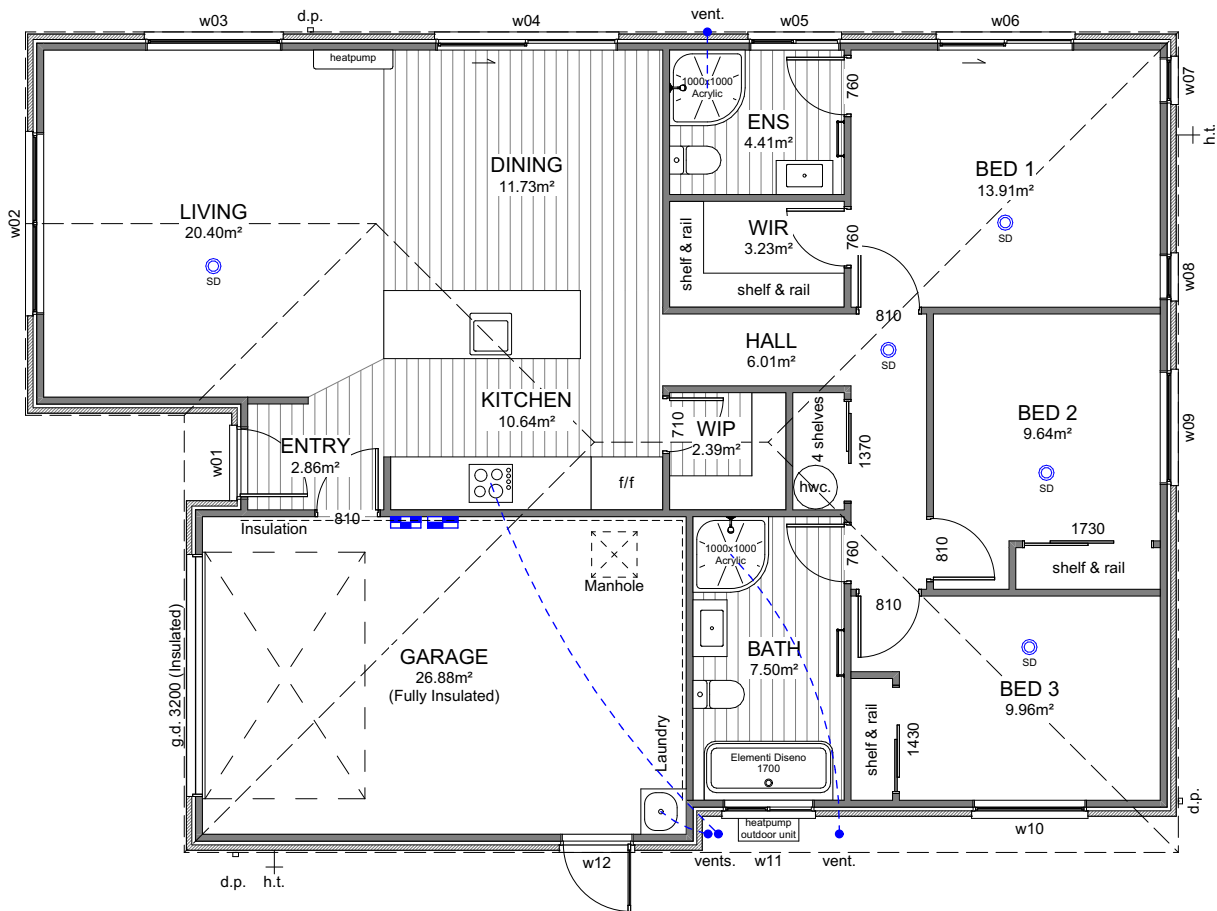 d.p.
w03
w04
vent.
w05
w06
heatpump
1000x1000
Acrylic
760
w07
h.t.
ENS
4.41m²
DINING
11.73m²
BED 1
13.91m²
SD
LIVING
20.40m²
SD
w02
WIR
3.23m²
760
shelf & rail
shelf & rail
w08
810
HALL
6.01m²
SD
KITCHEN
10.64m²
710
WIP
2.39m²
4 shelves
1370
hwc.
BED 2
9.64m²
SD
w09
w01
ENTRY
2.86m²
f/f
810
Insulation
1000x1000
Acrylic
760
810
1730
shelf & rail
Manhole
810
g.d. 3200 (Insulated)
GARAGE
26.88m²
(Fully Insulated)
BATH
7.50m²
SD
BED 3
9.96m²
shelf & rail
1430
Laundry
Elementi Diseno
1700
d.p.
heatpump
outdoor unit
w10
w12
vents.
w11
vent.
d.p.
h.t.